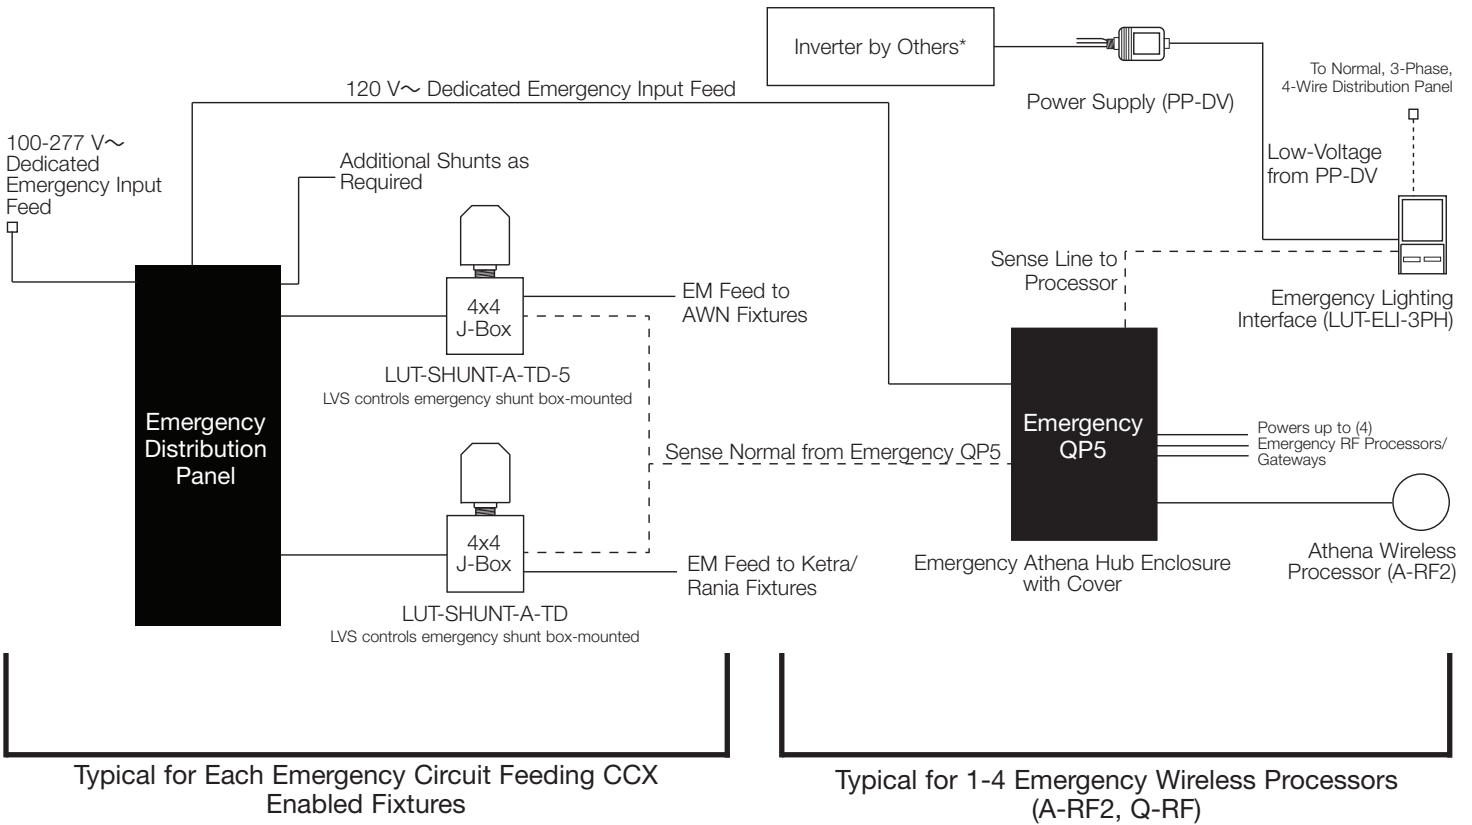 Inverter by Others*
Power Supply (PP-DV)
To Normal, 3-Phase,
4-Wire Distribution Panel
120 V~ Dedicated Emergency Input Feed
100-277 V~
Dedicated
Emergency Input
Feed
Additional Shunts as
Required
Low-Voltage
from PP-DV
Sense Line to
Processor
4x4
J-Box
EM Feed to
AWN Fixtures
Emergency Lighting
Interface (LUT-ELI-3PH)
LUT-SHUNT-A-TD-5
LVS controls emergency shunt box-mounted
Emergency
Distribution
Panel
Emergency
QP5
Sense Normal from Emergency QP5
Powers up to (4)
Emergency RF Processors/
Gateways
4x4
J-Box
EM Feed to Ketra/
Rania Fixtures
Emergency Athena Hub Enclosure
with Cover
Athena Wireless
Processor (A-RF2)
LUT-SHUNT-A-TD
LVS controls emergency shunt box-mounted
Typical for Each Emergency Circuit Feeding CCX
Enabled Fixtures
Typical for 1-4 Emergency Wireless Processors
(A-RF2, Q-RF)